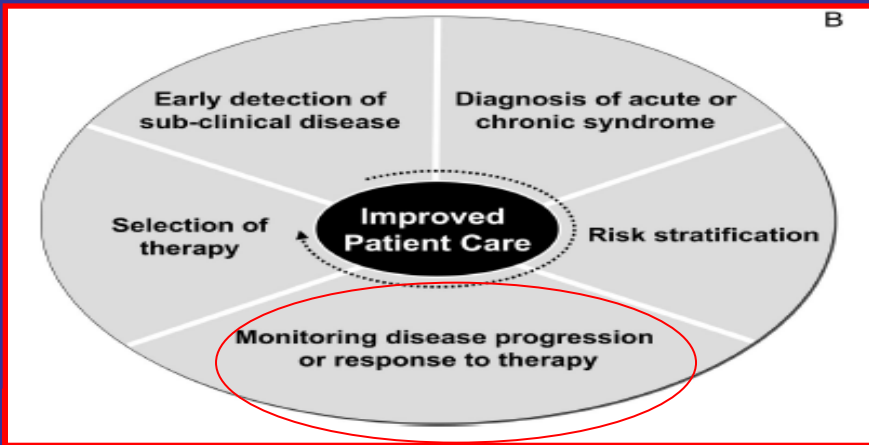 B
Early detection of
sub-clinical disease
Diagnosis of acute or
chronic syndrome
Selection of
therapy
Improved
Patient Care
Risk stratification
Monitoring disease progression
or response to therapy